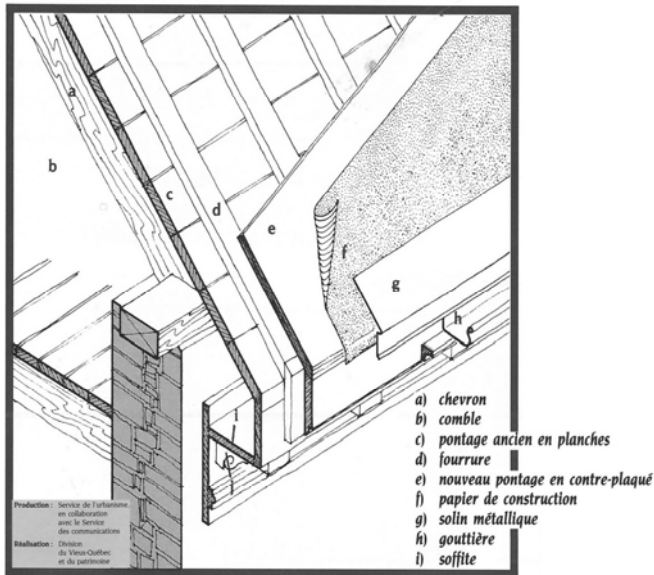 a
b
c
d
e
f
g
h
i
a) chevron
b) comble
c) pontage ancien en planches
d) fourrure
e) nouveau pontage en contre-plaqué
f) papier de construction
g) solin métallique
h) gouttière
i) soffite
Production : Service de l'urbanisme
en collaboration
avec le Service
des communications
Réalisation : Division
du Vieux-Québec
et du patrimoine